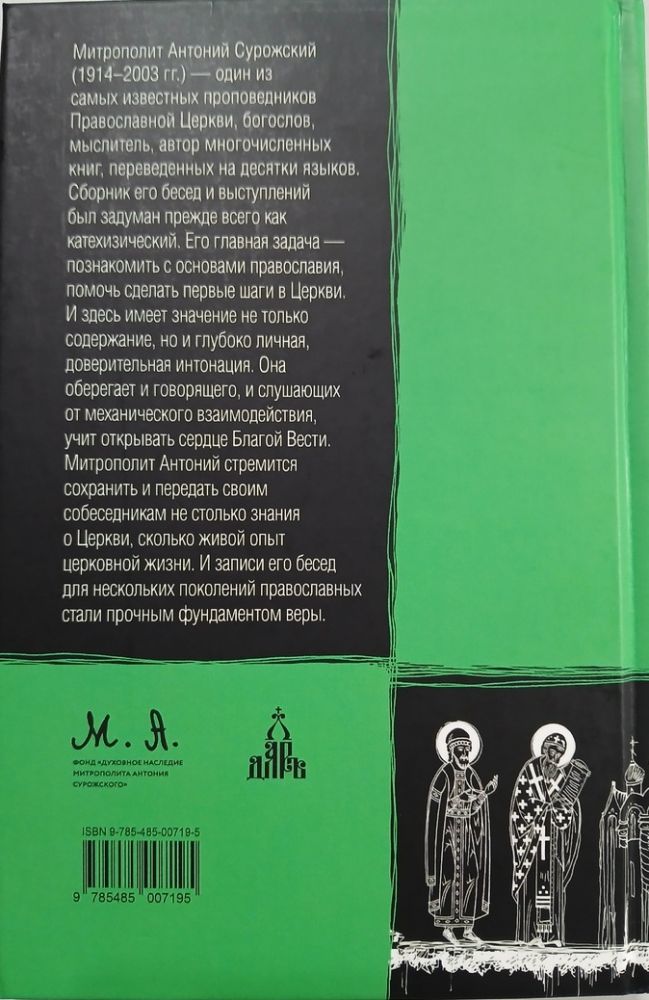 Митрополит Антоний Сурожский
(1914–2003 гг.) — один из
самых известных проповедников
Православной Церкви, богослов,
мыслитель, автор многочисленных
книг, переведенных на десятки языков.
Сборник его бесед и выступлений
был задуман прежде всего как
катехизический. Его главная задача —
познакомить с основами православия,
помочь сделать первые шаги в Церкви.
И здесь имеет значение не только
содержание, но и глубоко личная,
доверительная интонация. Она
оберегает и говорящего, и слушающих
от механического взаимодействия,
учит открывать сердце Благой Вести.
Митрополит Антоний стремится
сохранить и передать своим
собеседникам не столько знания
о Церкви, сколько живой опыт
церковной жизни. И записи его бесед
для нескольких поколений православных
стали прочным фундаментом веры.
М. А.
ФОНД «ДУХОВНОЕ НАСЛЕДИЕ
МИТРОПОЛИТА АНТОНИЯ
СУРОЖСКОГО»
ДАРЪ
ISBN 9-785-485-00719-5
9 785485 007195